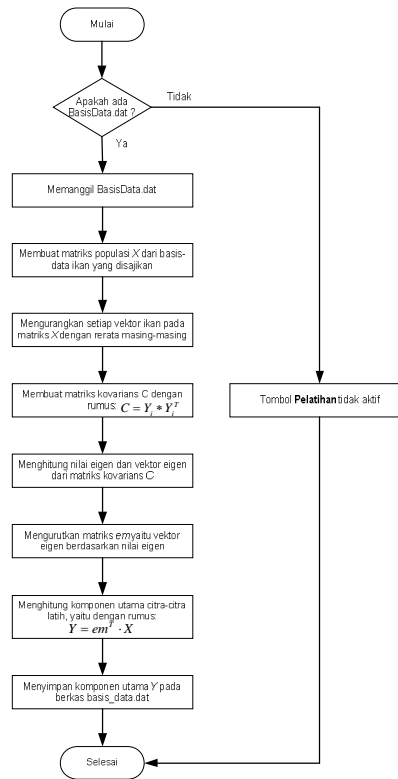 Mulai
Apakah ada
BasisData.dat ?
Tidak
Ya
Memanggil BasisData.dat
Membuat matriks populasi X dari basis-
data ikan yang disajikan
Mengurangkan setiap vektor ikan pada
matriks X dengan rerata masing-masing
Membuat matriks kovarians C dengan
rumus: C = Y_i * Y_i^T
Tombol Pelatihan tidak aktif
Menghitung nilai eigen dan vektor eigen
dari matriks kovarians C
Mengurutkan matriks em yaitu vektor
eigen berdasarkan nilai eigen
Menghitung komponen utama citra-citra
latih, yaitu dengan rumus:
Y = em^T · X
Menyimpan komponen utama Y pada
berkas basis_data.dat
Selesai